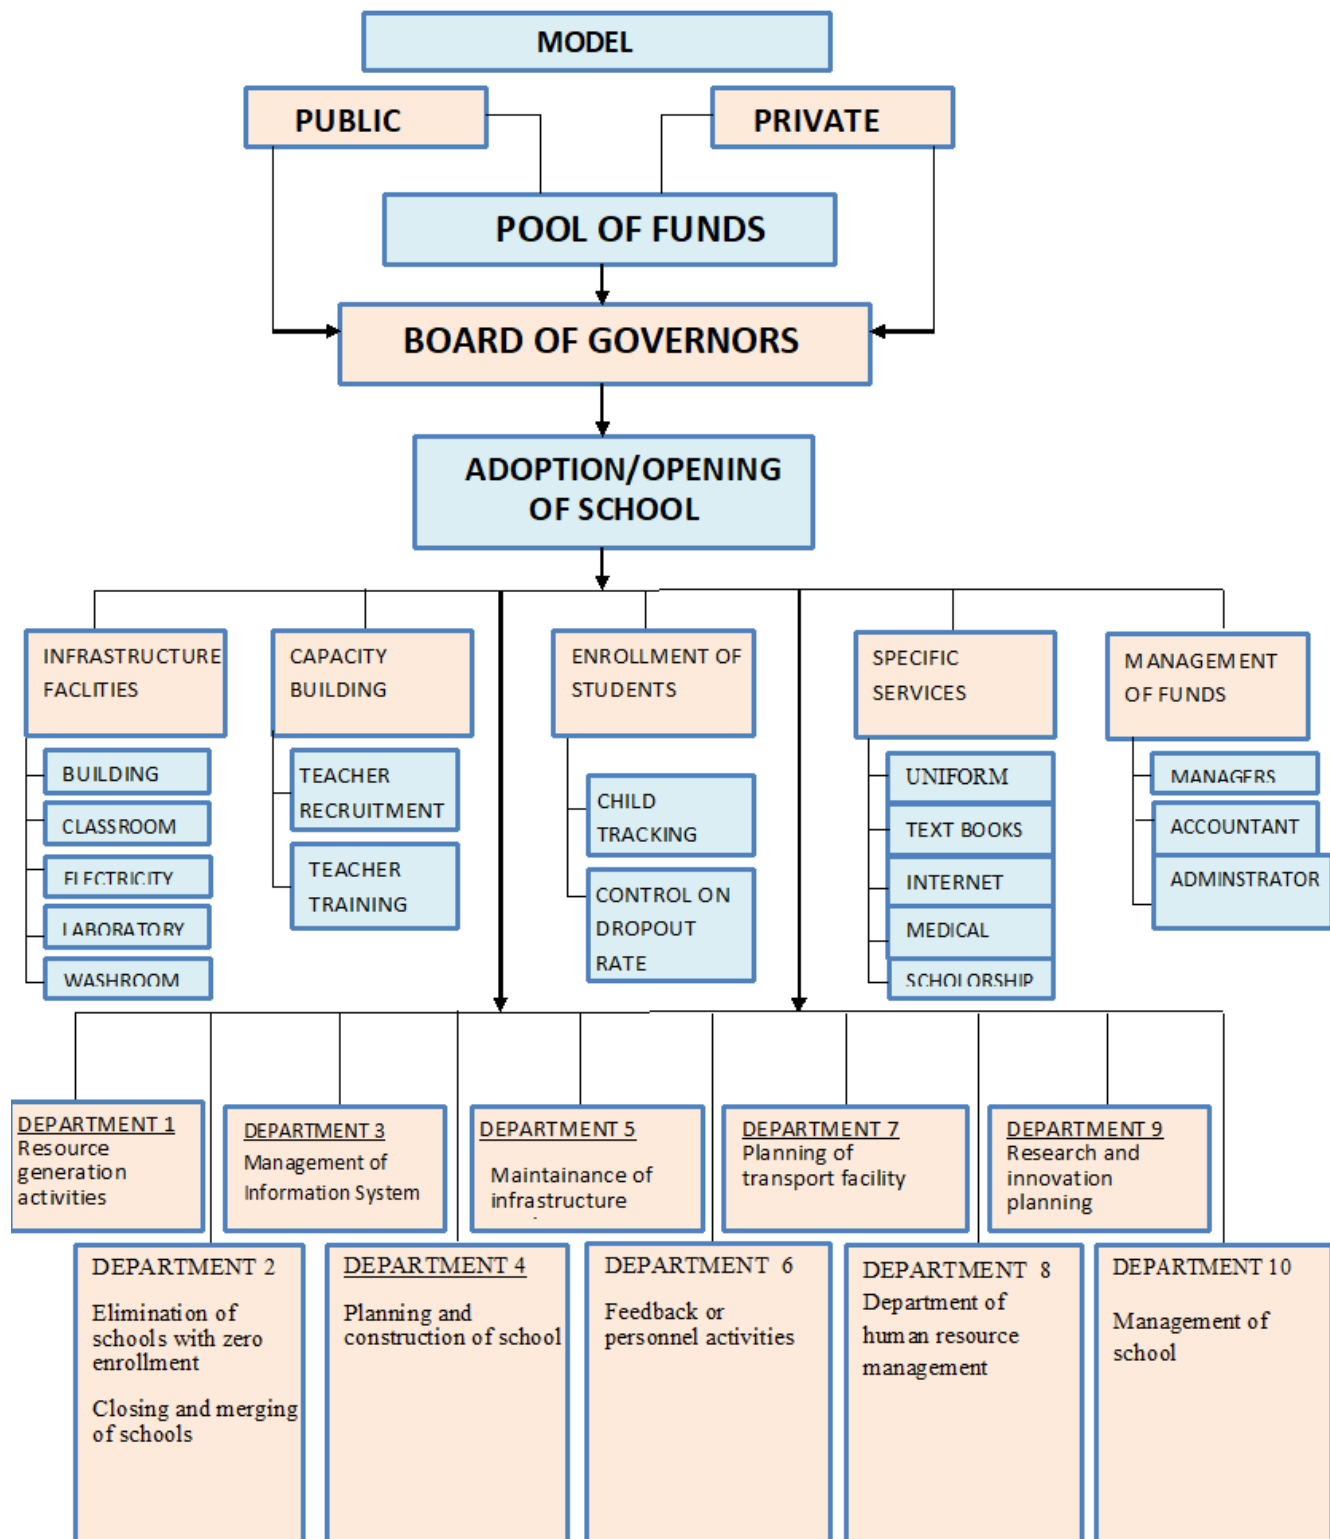 MODEL
PUBLIC
PRIVATE
POOL OF FUNDS
BOARD OF GOVERNORS
ADOPTION/OPENING
OF SCHOOL
INFRASTRUCTURE
FACLITIES
BUILDING
CLASSROOM
ELECTRICITY
LABORATORY
WASHROOM
CAPACITY
BUILDING
TEACHER
RECRUITMENT
TEACHER
TRAINING
ENROLLMENT OF
STUDENTS
CHILD
TRACKING
CONTROL ON
DROPOUT
RATE
SPECIFIC
SERVICES
UNIFORM
TEXT BOOKS
INTERNET
MEDICAL
SCHOLORSHIP
MANAGEMENT
OF FUNDS
MANAGERS
ACCOUNTANT
ADMINSTRATOR
DEPARTMENT 1
Resource
generation
activities
DEPARTMENT 3
Management of
Information System
DEPARTMENT 5
Maintainance of
infrastructure
DEPARTMENT 7
Planning of
transport facility
DEPARTMENT 9
Research and
innovation
planning
DEPARTMENT 2
Elimination of
schools with zero
enrollment
Closing and merging
of schools
DEPARTMENT 4
Planning and
construction of school
DEPARTMENT 6
Feedback or
personnel activities
DEPARTMENT 8
Department of
human resource
management
DEPARTMENT 10
Management of
school